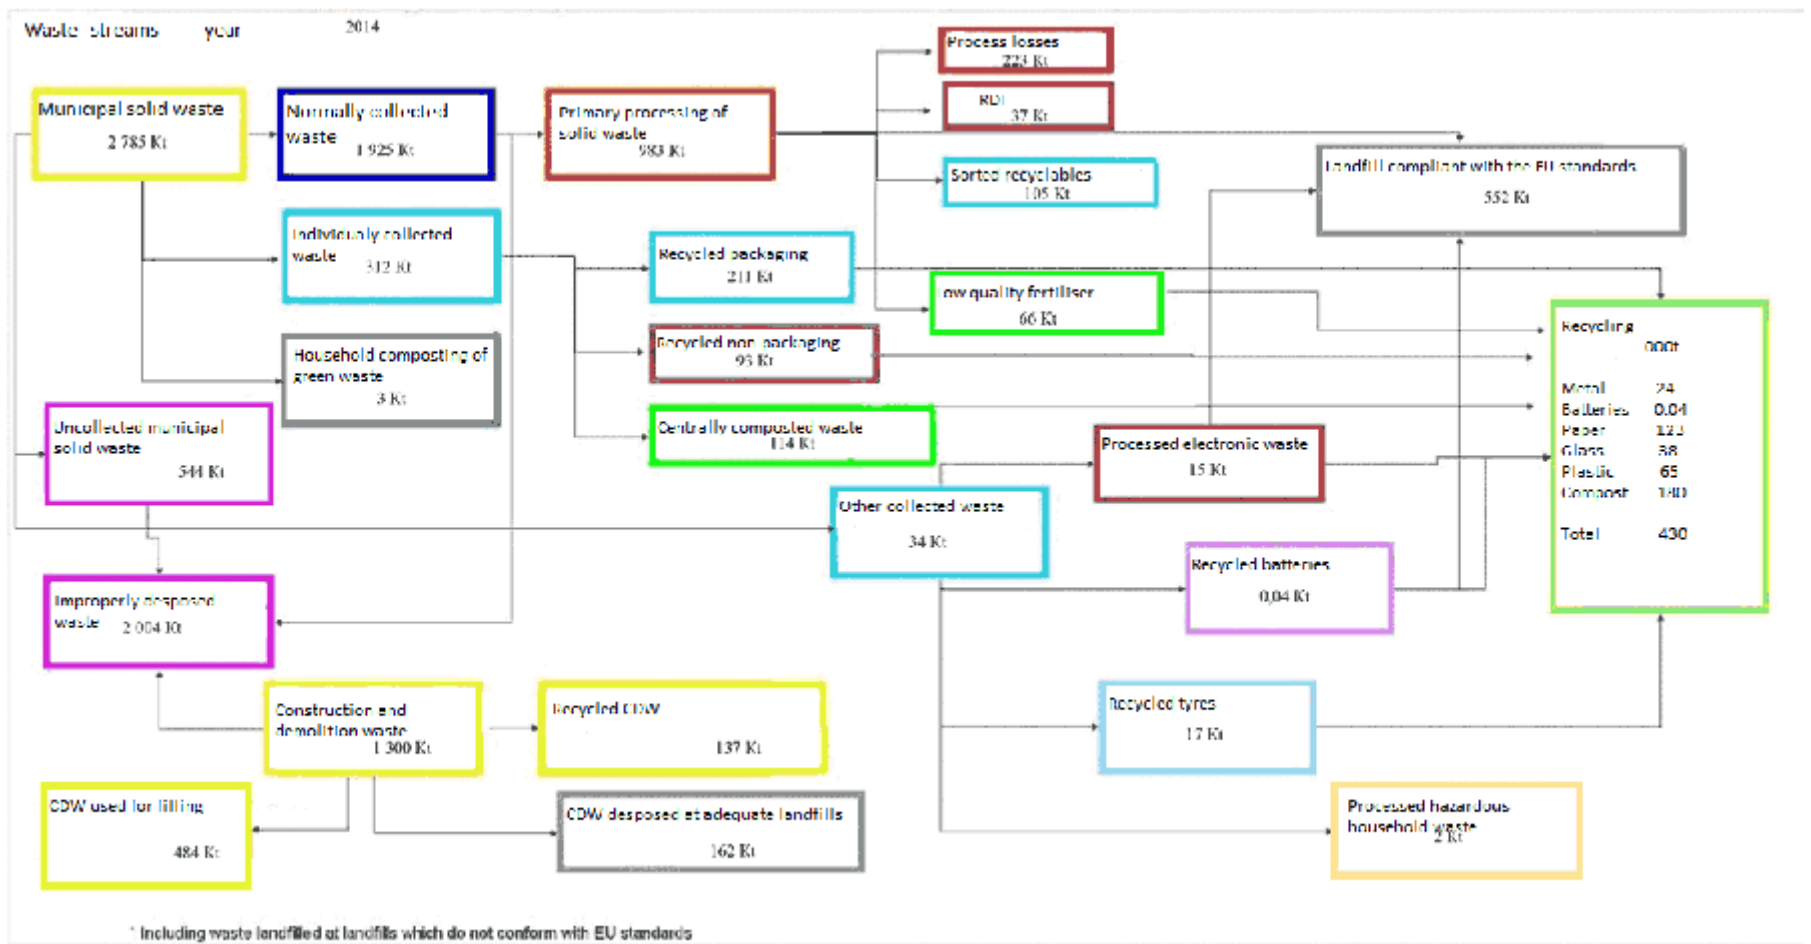 Waste streams year 2014
Process losses
223 Kt
RDF
37 Kt
Municipal solid waste
2 785 Kt
Normally collected
waste
1 925 Kt
Primary processing of
solid waste
983 Kt
Sorted recyclables
105 Kt
Landfill compliant with the EU standards
552 Kt
Individualy collected
waste
312 Kt
Recycled packaging
211 Kt
Low quality fertiliser
66 Kt
Household composting of
green waste
3 Kt
Recycled non packaging
93 Kt
Recycling
000t
Metal 24
Batteries 0.04
Paper 123
Glass 38
Plastic 65
Compost 180
Total 430
Uncollected municipal
solid waste
544 Kt
Centrally composted waste
114 Kt
Processed electronic waste
15 Kt
Other collected waste
34 Kt
Improperly desposed
waste 2 004 Kt
Recycled batteries
0,04 Kt
Construction and
demolition waste
1 300 Kt
Recycled CDW
137 Kt
Recycled tyres
17 Kt
CDW used for filling
484 Kt
CDW desposed at adequate landfills
162 Kt
Processed hazardous
household waste
2 Kt
* Including waste landfilled at landfills which do not conform with EU standards